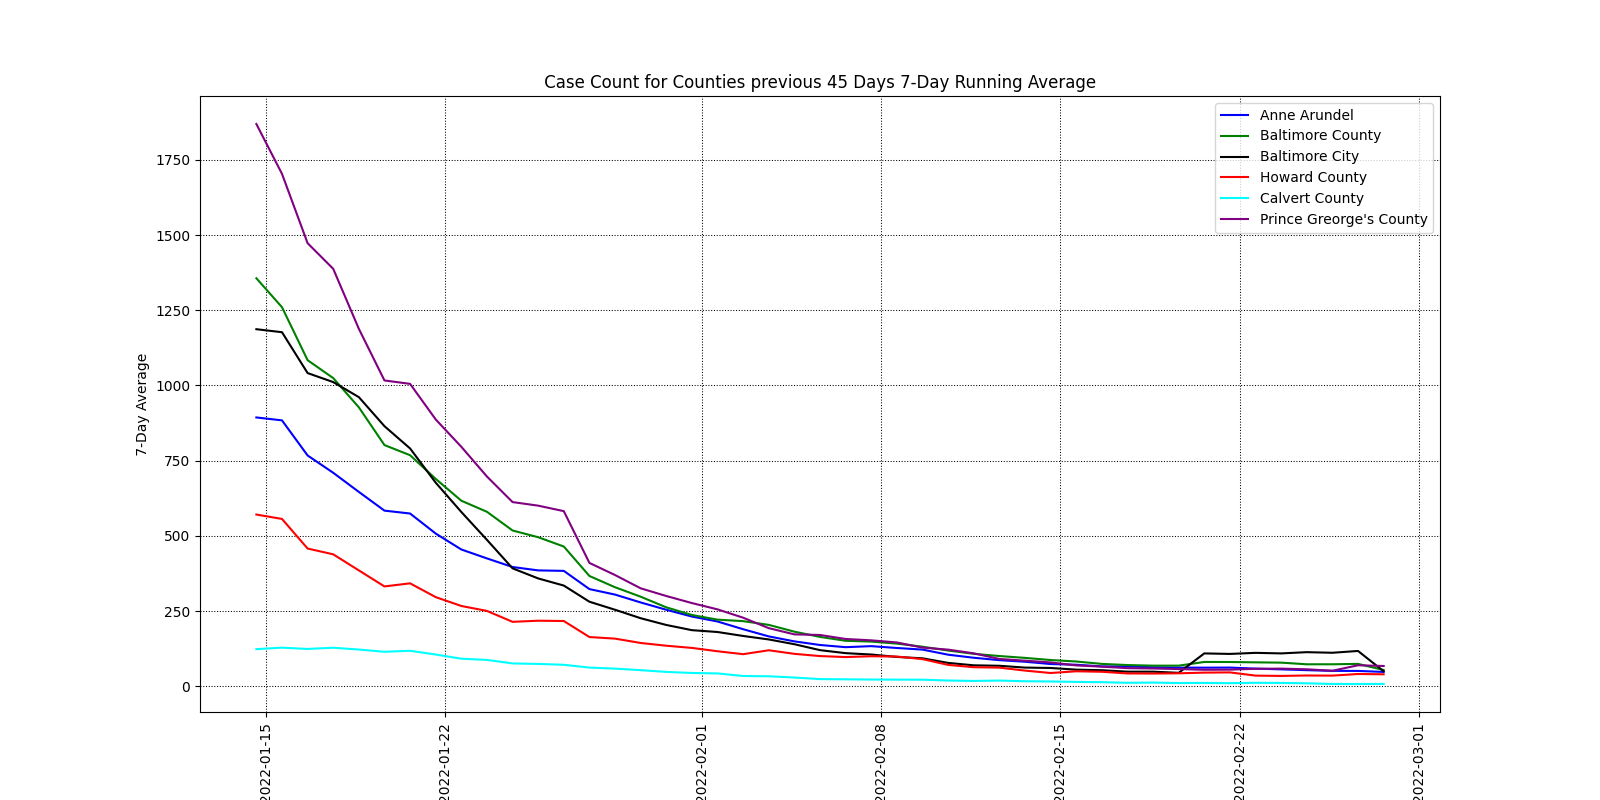 Case Count for Counties previous 45 Days 7-Day Running Average
Anne Arundel
Baltimore County
Baltimore City
Howard County
Calvert County
Prince Greorge's County
7-Day Average
1750
1500
1250
1000
750
500
250
0
2022-01-15
2022-01-22
2022-02-01
2022-02-08
2022-02-15
2022-02-22
2022-03-01